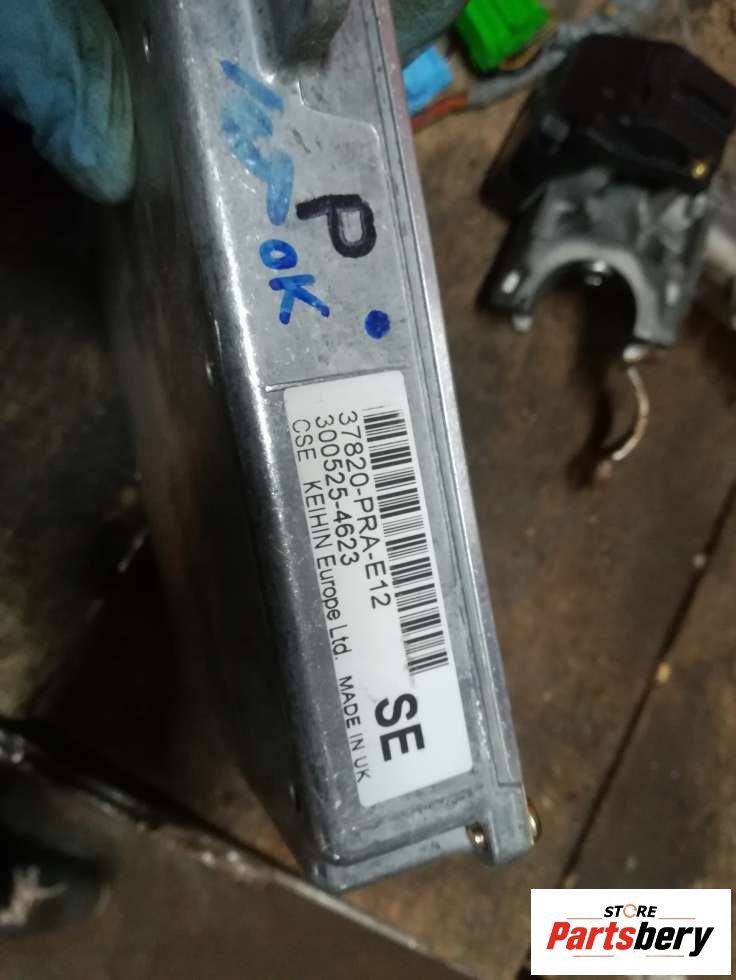 P
OK
37820-PRA-E12
300525-4623
CSE KEIHIN Europe Ltd. MADE IN UK
SE
STORE
Partsbery